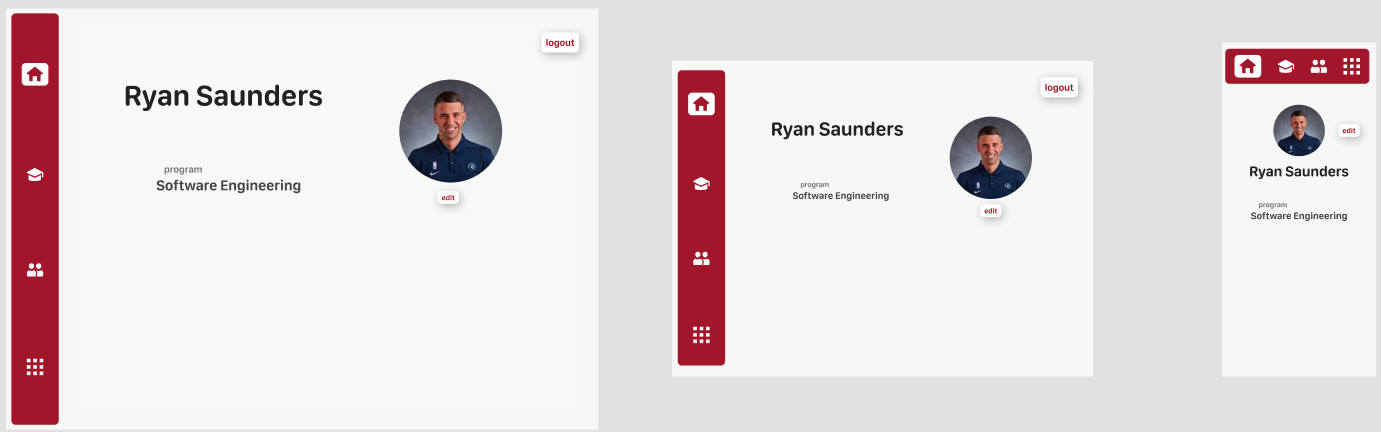 logout
Ryan Saunders
program
Software Engineering
edit
logout
Ryan Saunders
program
Software Engineering
edit
edit
Ryan Saunders
program
Software Engineering